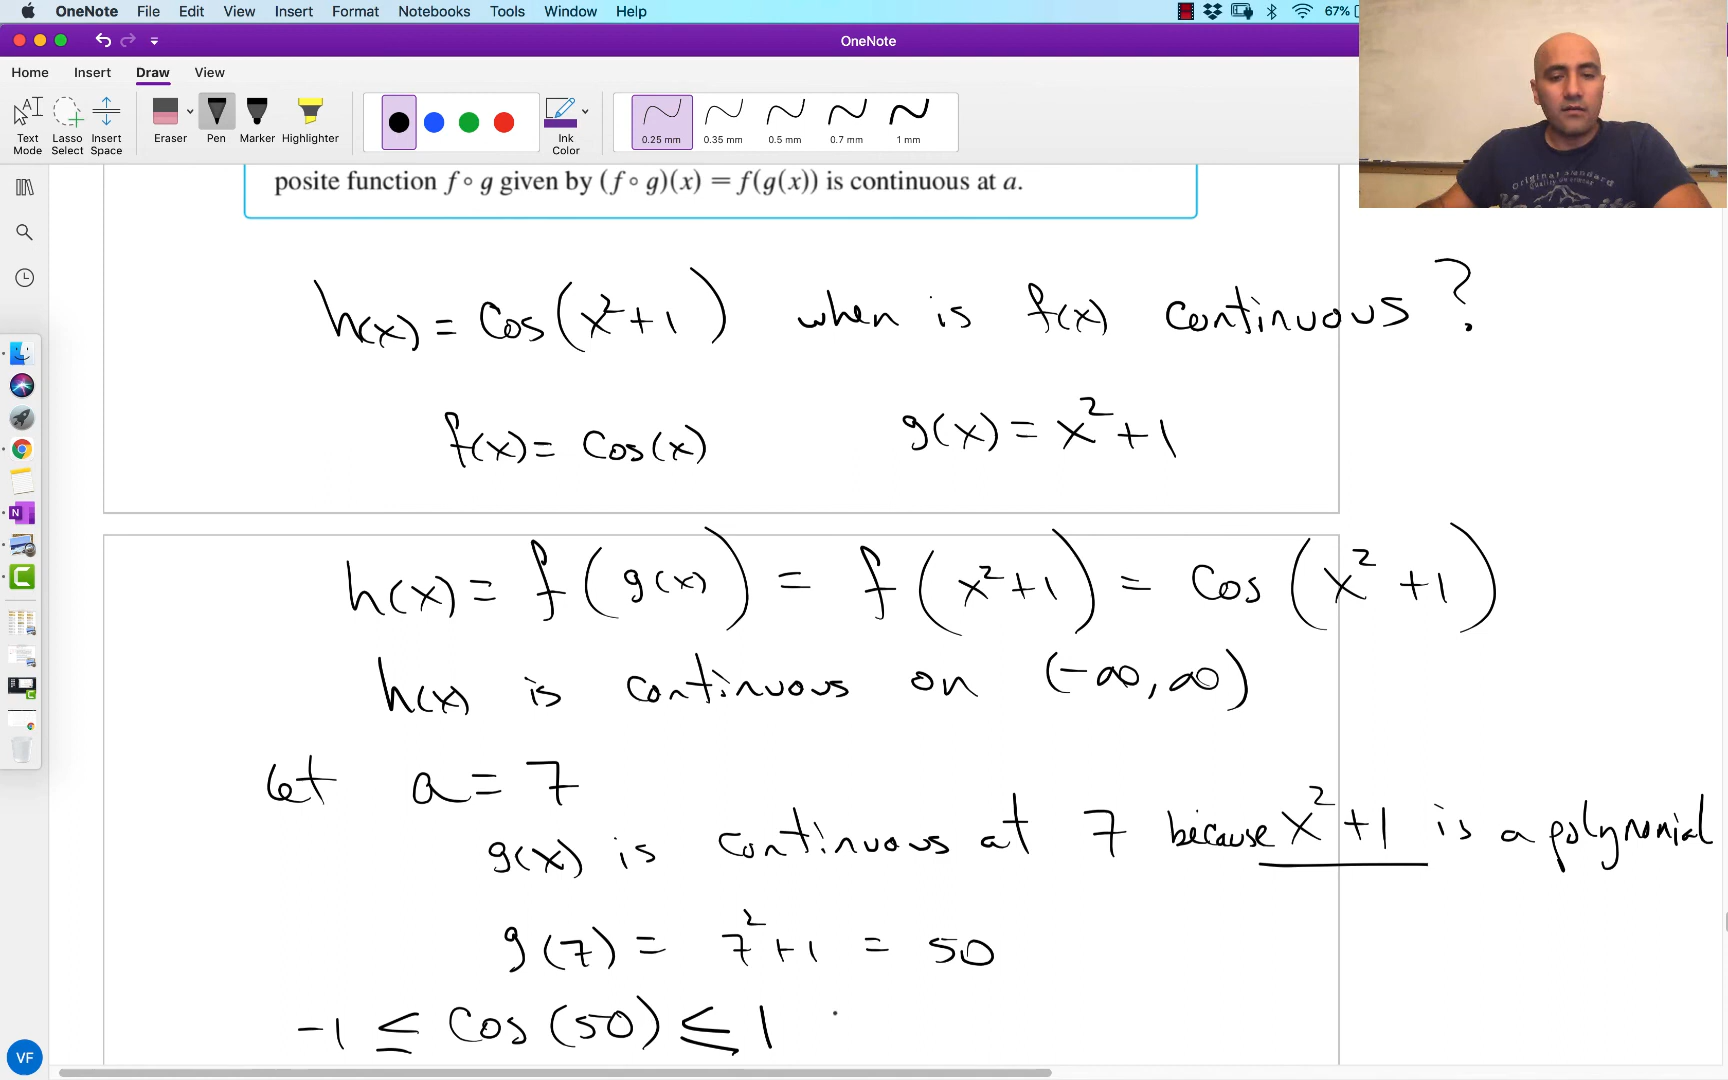 OneNote File Edit View Insert Format Notebooks Tools Window Help 67%
OneNote
Home Insert Draw View
Text Mode Lasso Select Insert Space Eraser Pen Marker Highlighter Ink Color 0.25 mm 0.35 mm 0.5 mm 0.7 mm 1 mm
Original Standard
posite function f ∘ g given by (f ∘ g)(x) = f(g(x)) is continuous at a.
h(x) = Cos(x²+1) when is f(x) continuous ?
f(x) = Cos(x) g(x) = x²+1
h(x) = f(g(x)) = f(x²+1) = Cos(x²+1)
h(x) is continuous on (-∞, ∞)
let a = 7
g(x) is continuous at 7 because x²+1 is a polynomial
g(7) = 7²+1 = 50
-1 ≤ Cos(50) ≤ 1
VF